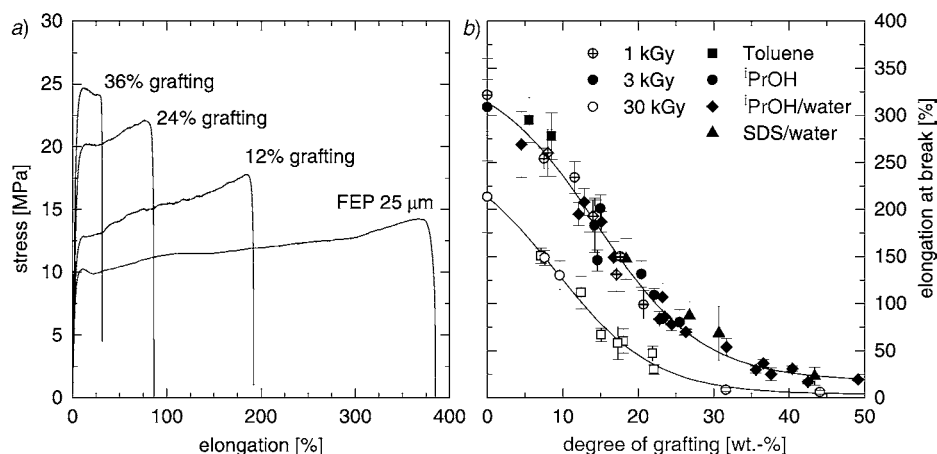 a)
36% grafting
24% grafting
12% grafting
FEP 25 µm
stress [MPa]
30
25
20
15
10
5
0
0 100 200 300 400
elongation [%]
b)
1 kGy
3 kGy
30 kGy
Toluene
iPrOH
iPrOH/water
SDS/water
400
350
300
250
200
150
100
50
0
elongation at break [%]
0 10 20 30 40 50
degree of grafting [wt.-%]